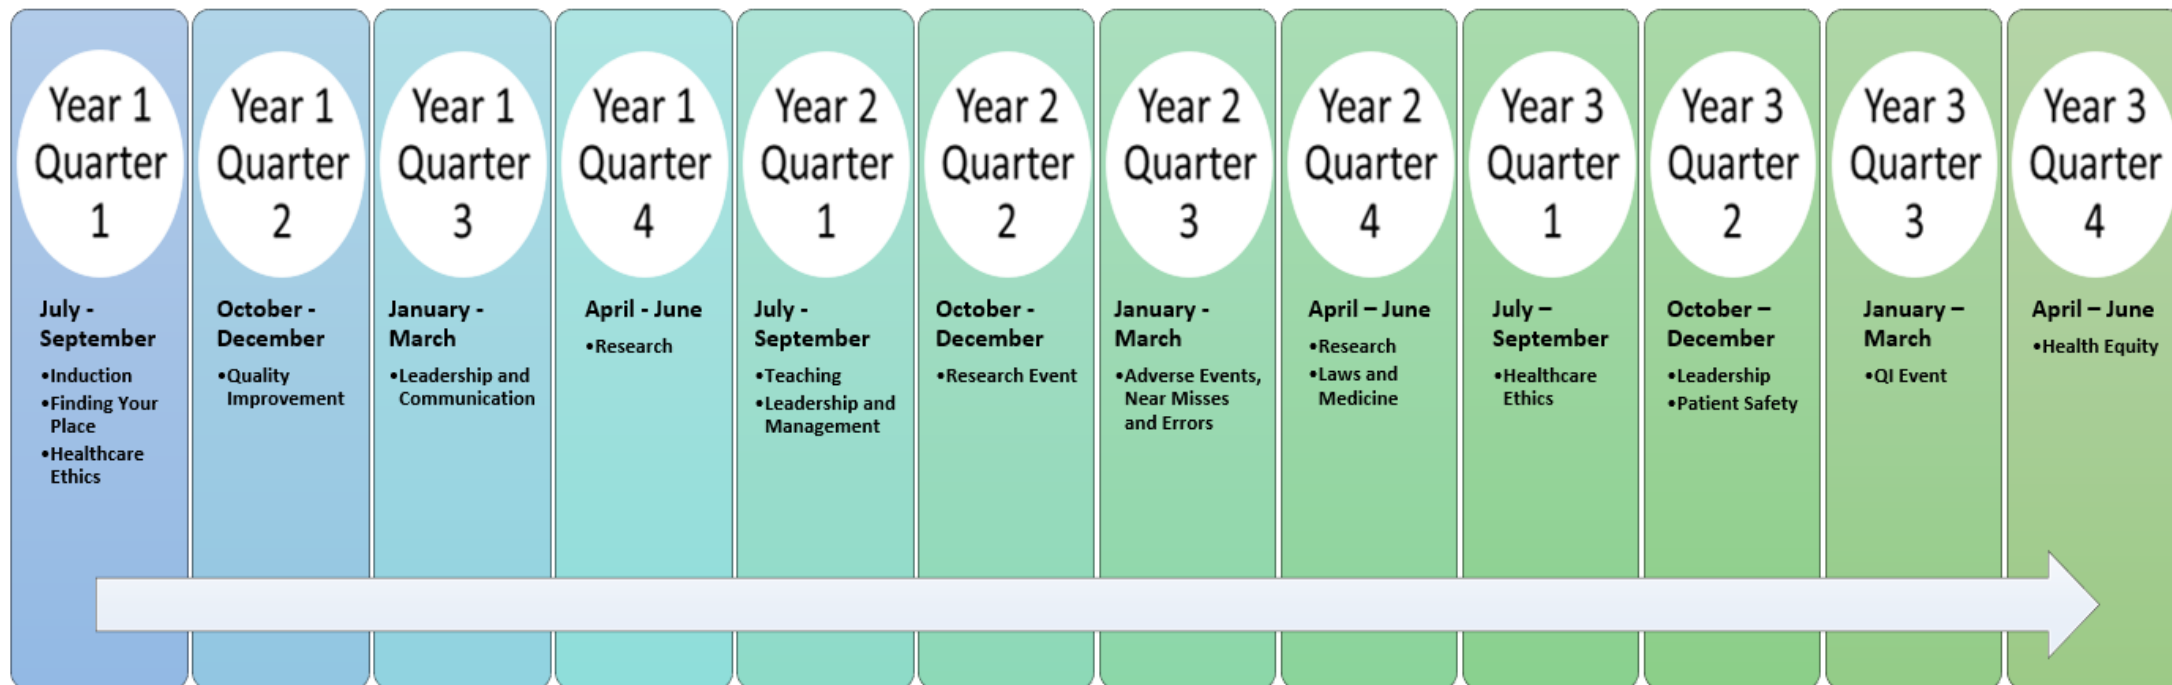 Year 1
Quarter
1
July -
September
•Induction
•Finding Your
Place
•Healthcare
Ethics
Year 1
Quarter
2
October -
December
•Quality
Improvement
Year 1
Quarter
3
January -
March
•Leadership and
Communication
Year 1
Quarter
4
April - June
•Research
Year 2
Quarter
1
July -
September
•Teaching
•Leadership and
Management
Year 2
Quarter
2
October -
December
•Research Event
Year 2
Quarter
3
January -
March
•Adverse Events,
Near Misses
and Errors
Year 2
Quarter
4
April – June
•Research
•Laws and
Medicine
Year 3
Quarter
1
July –
September
•Healthcare
Ethics
Year 3
Quarter
2
October –
December
•Leadership
•Patient Safety
Year 3
Quarter
3
January –
March
•QI Event
Year 3
Quarter
4
April – June
•Health Equity